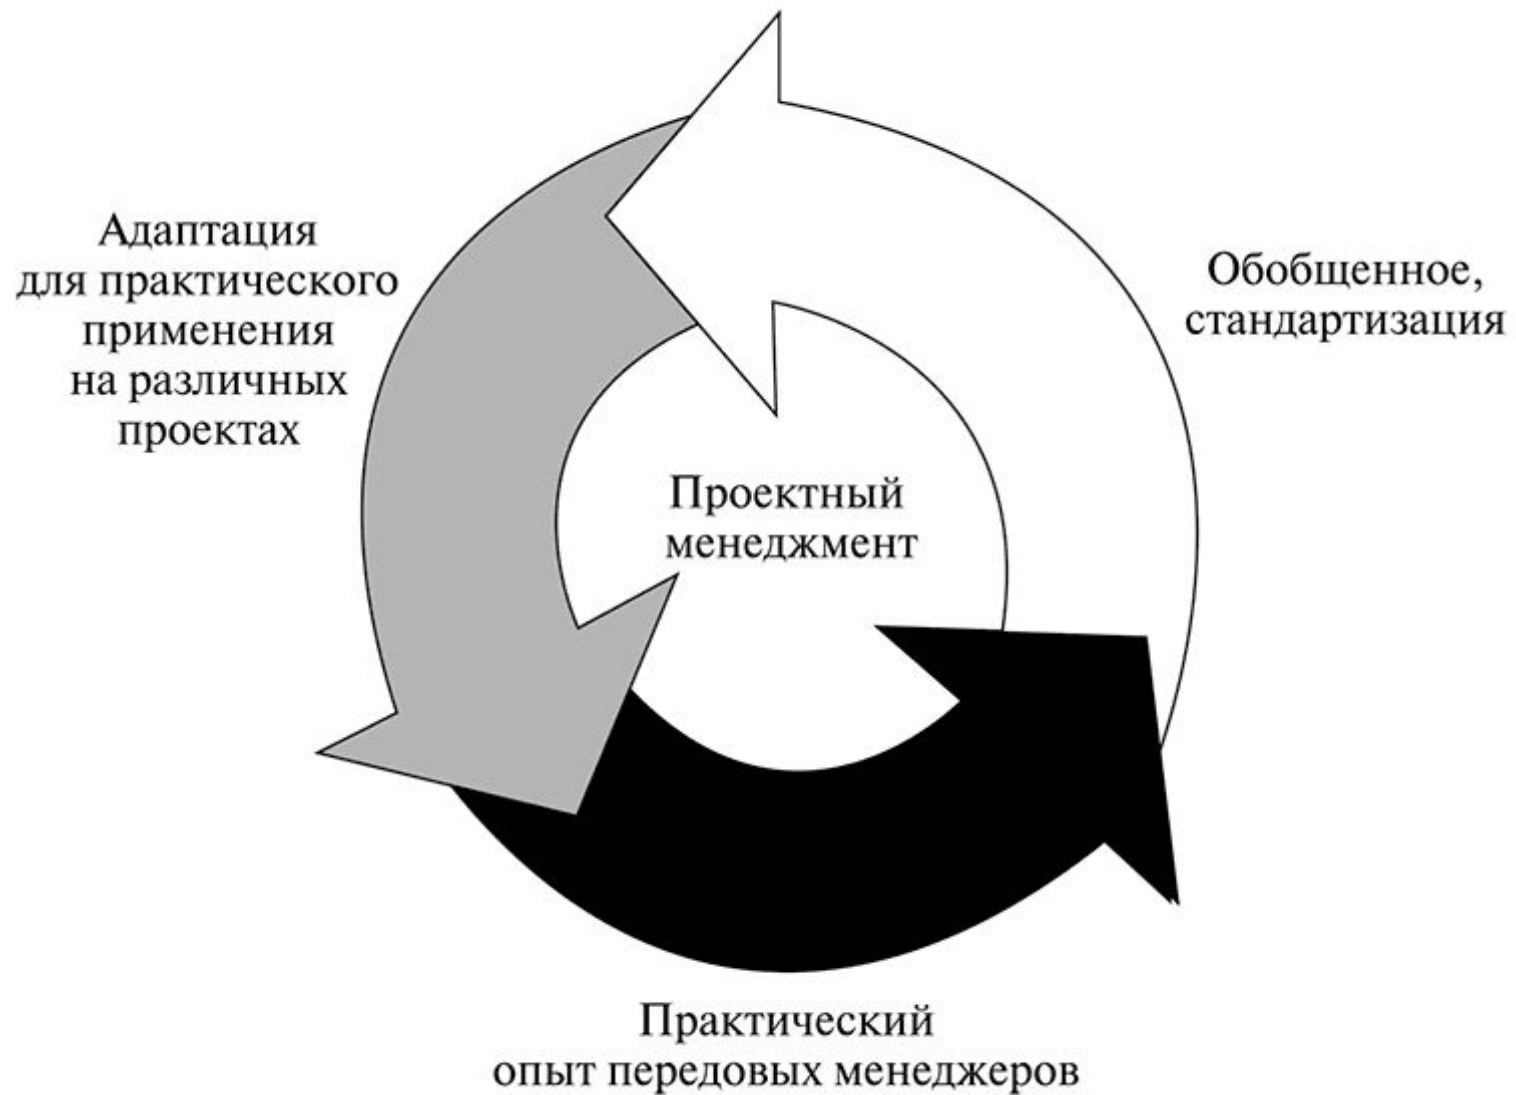 Адаптация
для практического
применения
на различных
проектах
Обобщенное,
стандартизация
Проектный
менеджмент
Практический
опыт передовых менеджеров